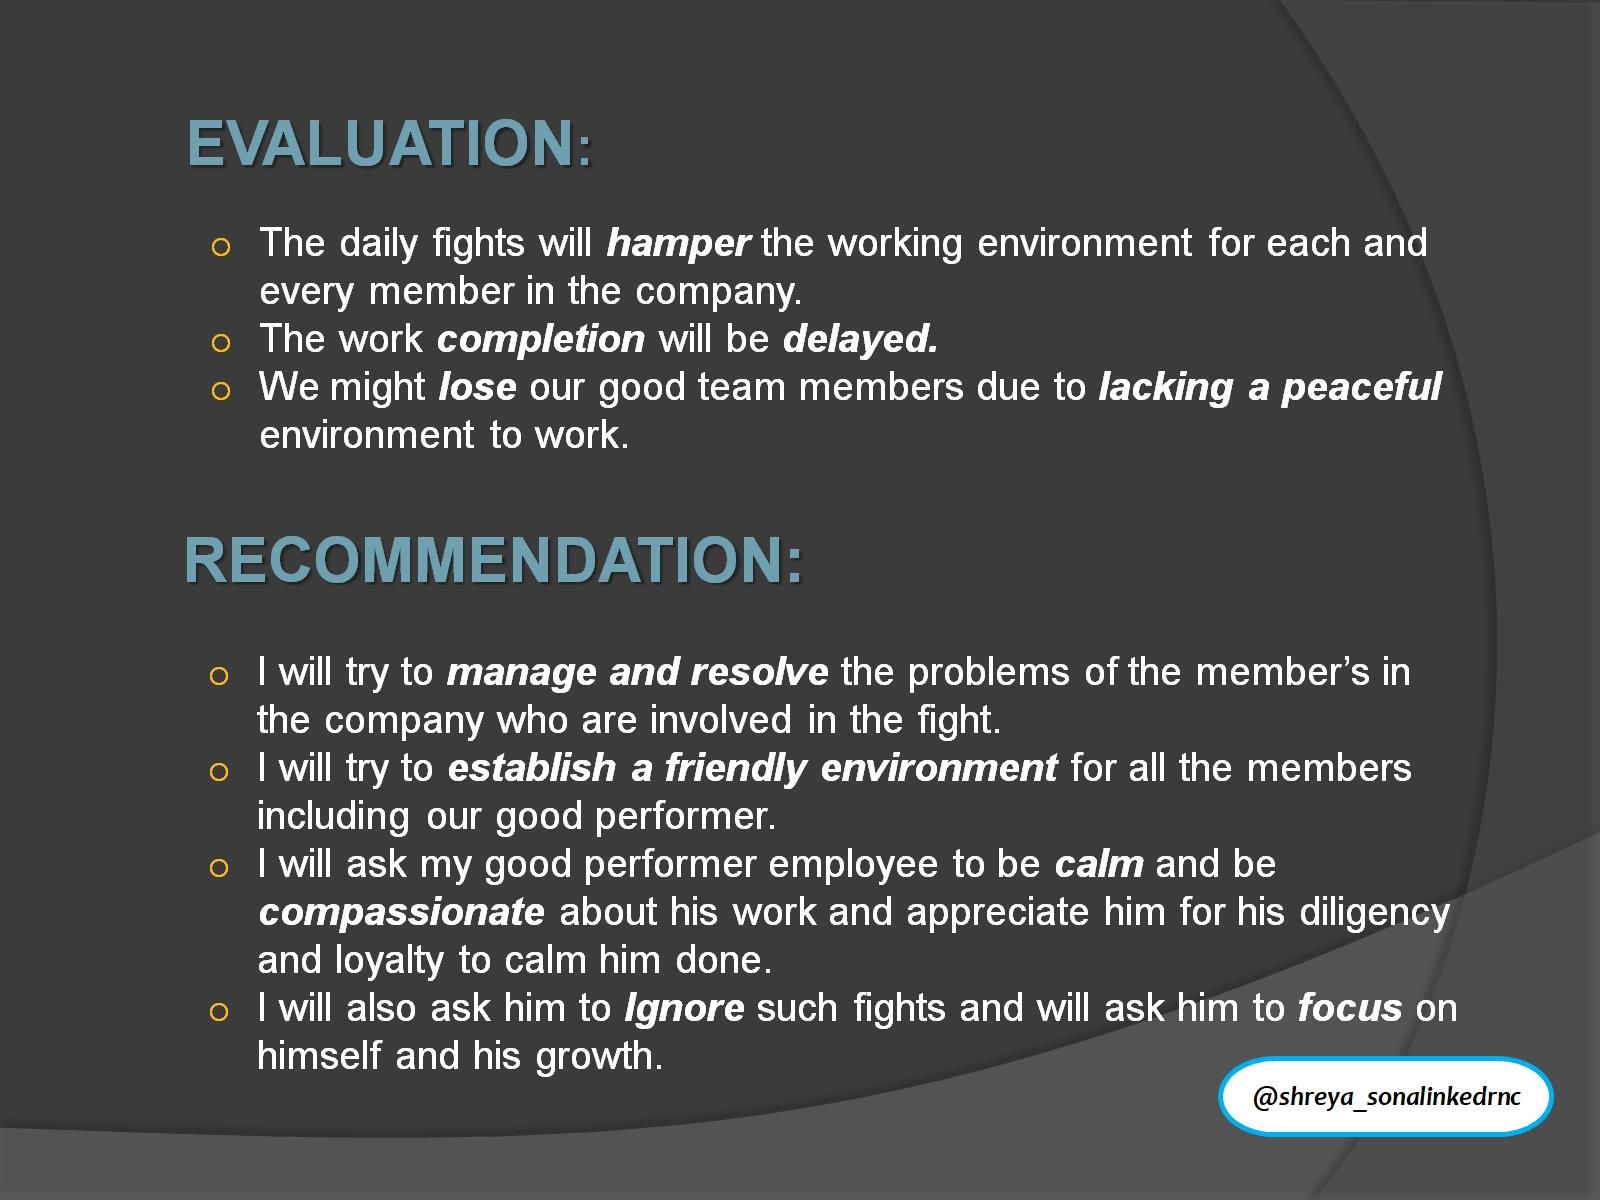 EVALUATION:
The daily fights will hamper the working environment for each and
every member in the company.
The work completion will be delayed.
We might lose our good team members due to lacking a peaceful
environment to work.
RECOMMENDATION:
I will try to manage and resolve the problems of the member’s in
the company who are involved in the fight.
I will try to establish a friendly environment for all the members
including our good performer.
I will ask my good performer employee to be calm and be
compassionate about his work and appreciate him for his diligency
and loyalty to calm him done.
I will also ask him to Ignore such fights and will ask him to focus on
himself and his growth.
@shreya_sonalinkedrnc